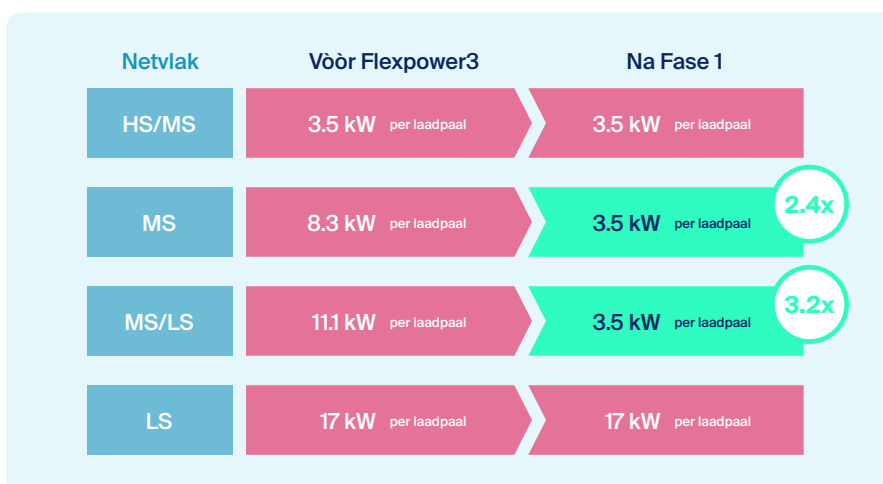 Netvlak Vòòr Flexpower3 Na Fase 1
HS/MS 3.5 kW per laadpaal 3.5 kW per laadpaal
MS 8.3 kW per laadpaal 3.5 kW per laadpaal 2.4x
MS/LS 11.1 kW per laadpaal 3.5 kW per laadpaal 3.2x
LS 17 kW per laadpaal 17 kW per laadpaal